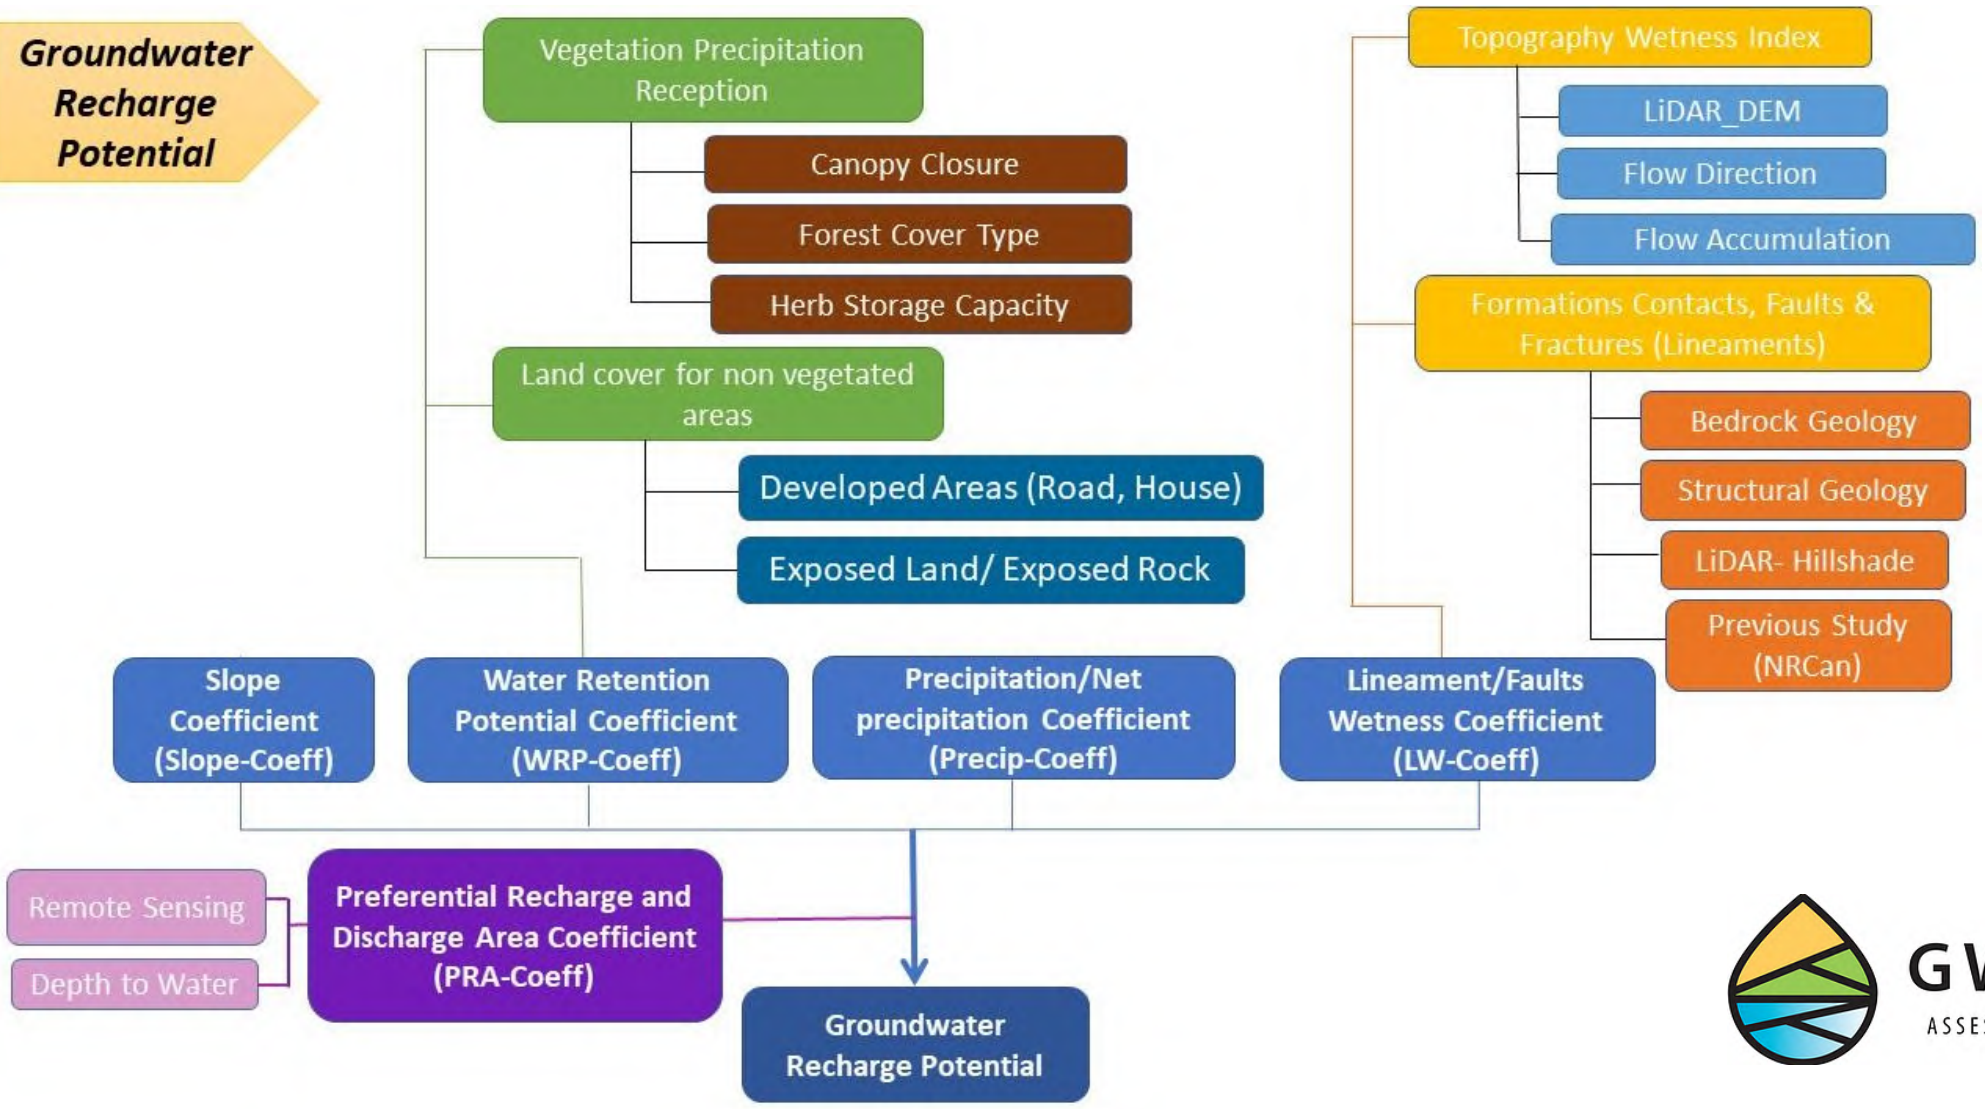 Groundwater
Recharge
Potential
Vegetation Precipitation
Reception
Canopy Closure
Forest Cover Type
Herb Storage Capacity
Land cover for non vegetated
areas
Developed Areas (Road, House)
Exposed Land/ Exposed Rock
Topography Wetness Index
LiDAR_DEM
Flow Direction
Flow Accumulation
Formations Contacts, Faults &
Fractures (Lineaments)
Bedrock Geology
Structural Geology
LiDAR- Hillshade
Previous Study
(NRCan)
Slope
Coefficient
(Slope-Coeff)
Water Retention
Potential Coefficient
(WRP-Coeff)
Precipitation/Net
precipitation Coefficient
(Precip-Coeff)
Lineament/Faults
Wetness Coefficient
(LW-Coeff)
Remote Sensing
Depth to Water
Preferential Recharge and
Discharge Area Coefficient
(PRA-Coeff)
Groundwater
Recharge Potential